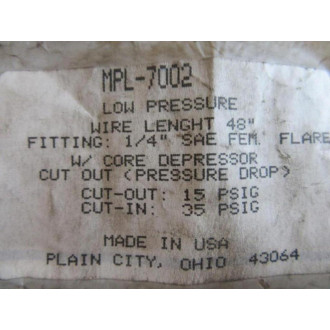 MPL-7002
LOW PRESSURE
WIRE LENGHT 48"
FITTING: 1/4" SAE FEM. FLARE
W/ CORE DEPRESSOR
CUT OUT (PRESSURE DROP)
CUT-OUT: 15 PSIG
CUT-IN: 35 PSIG
MADE IN USA
PLAIN CITY, OHIO 43064